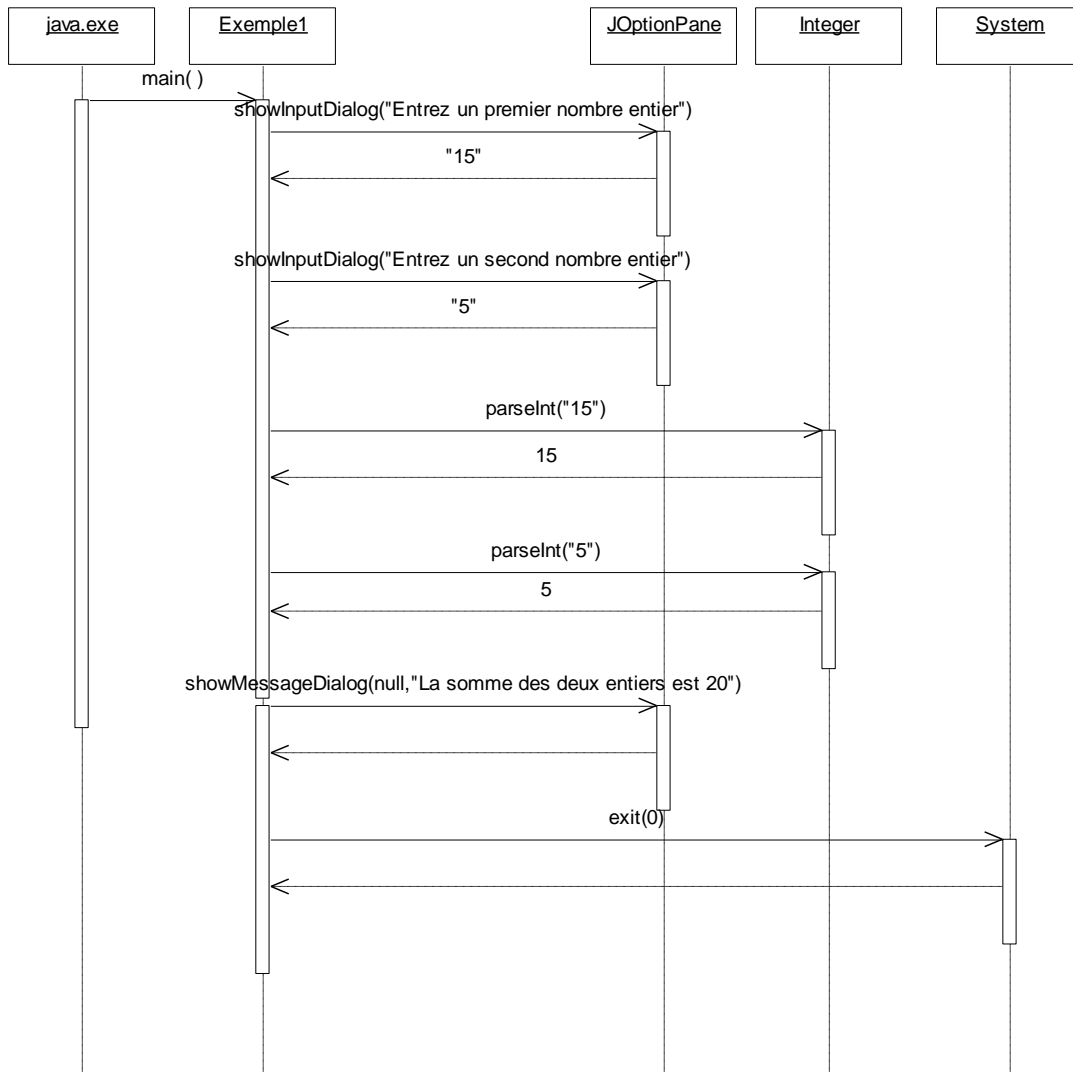 java.exe
Exemple1
JOptionPane
Integer
System
main( )
showInputDialog("Entrez un premier nombre entier")
"15"
showInputDialog("Entrez un second nombre entier")
"5"
parseInt("15")
15
parseInt("5")
5
showMessageDialog(null,"La somme des deux entiers est 20")
exit(0)